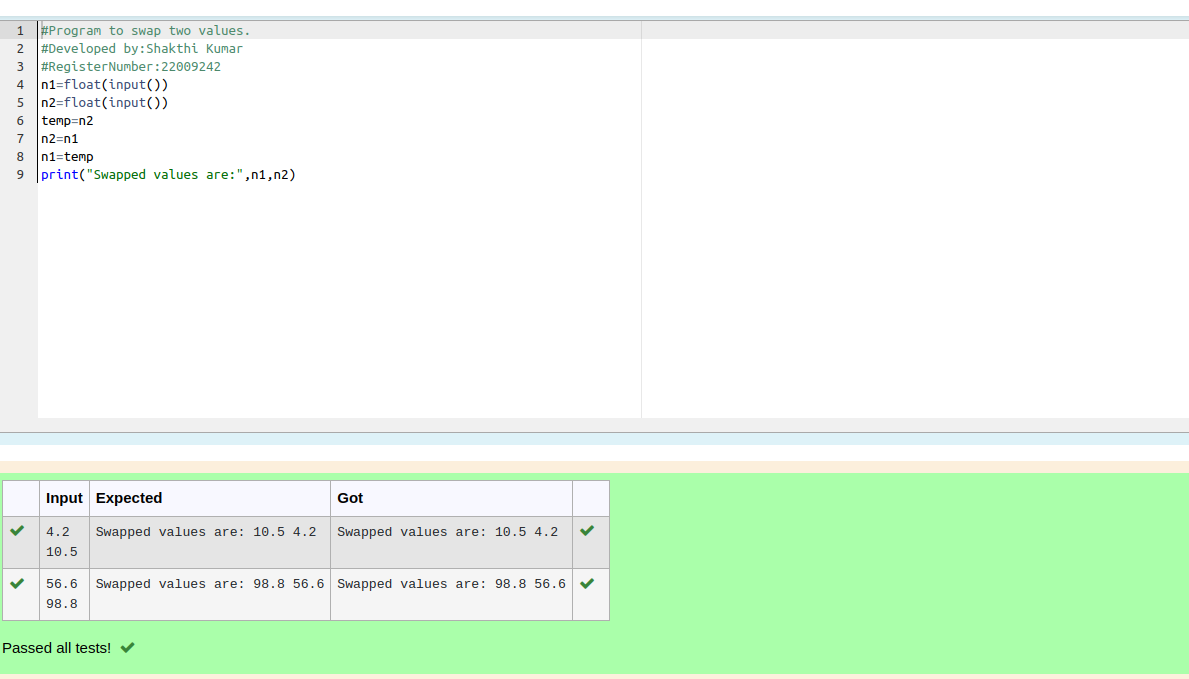 1 #Program to swap two values.
2 #Developed by:Shakthi Kumar
3 #RegisterNumber:22009242
4 n1=float(input())
5 n2=float(input())
6 temp=n2
7 n2=n1
8 n1=temp
9 print("Swapped values are:",n1,n2)
Input Expected Got
4.2 Swapped values are: 10.5 4.2 Swapped values are: 10.5 4.2
10.5
56.6 Swapped values are: 98.8 56.6 Swapped values are: 98.8 56.6
98.8
Passed all tests!